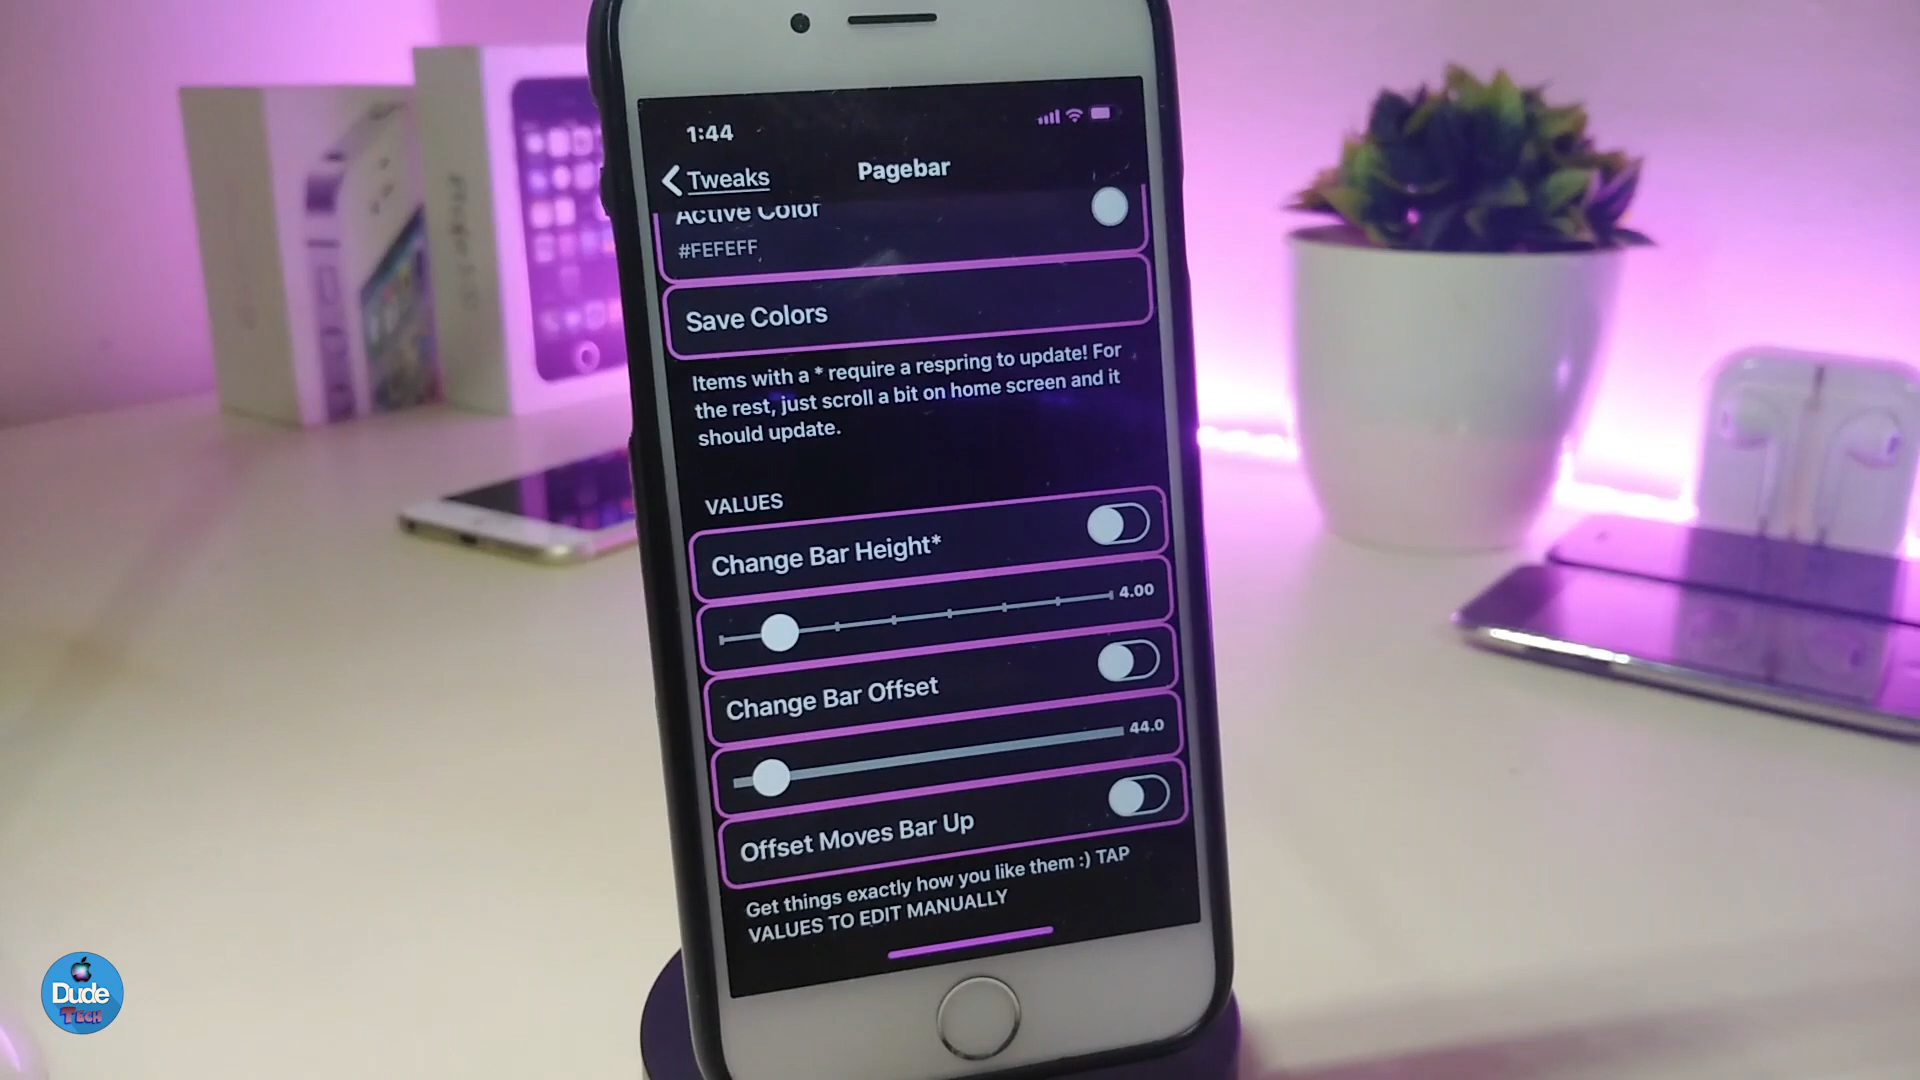 1:44
Tweaks
Pagebar
Active Color
#FEFEFF
Save Colors
Items with a * require a respring to update! For
the rest, just scroll a bit on home screen and it
should update.
VALUES
Change Bar Height*
4.00
Change Bar Offset
44.0
Offset Moves Bar Up
Get things exactly how you like them :) TAP
VALUES TO EDIT MANUALLY
Dude
TECH